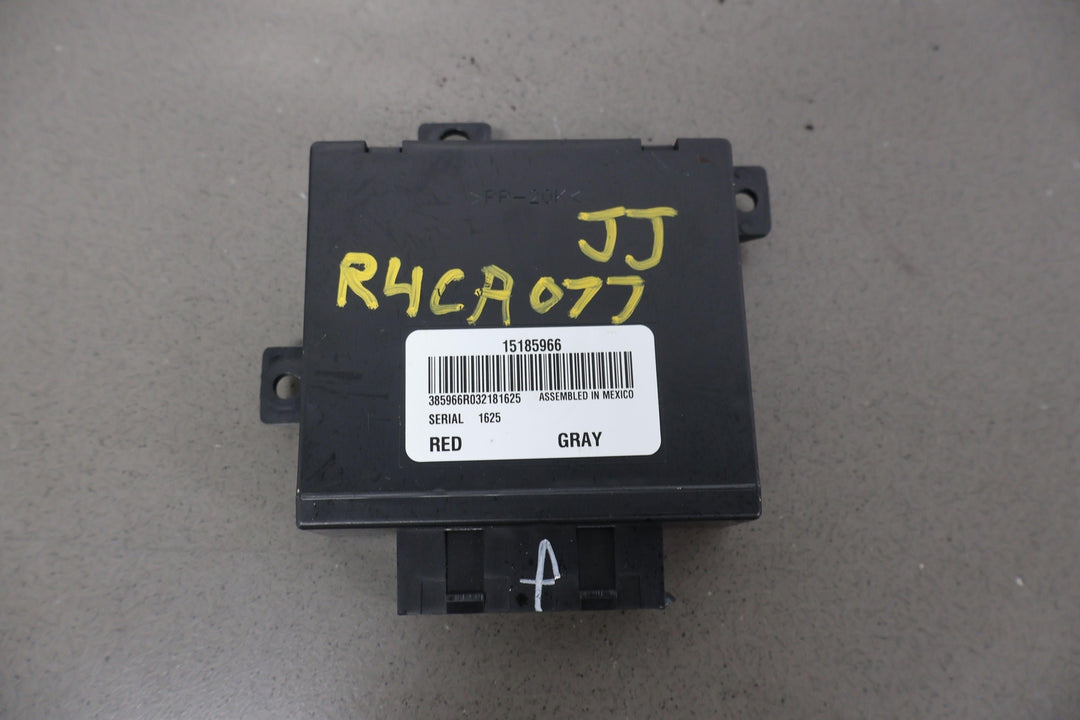 >PP-20K<
JJ
R4CA077
15185966
385966R032181625 ASSEMBLED IN MEXICO
SERIAL 1625
RED GRAY
A